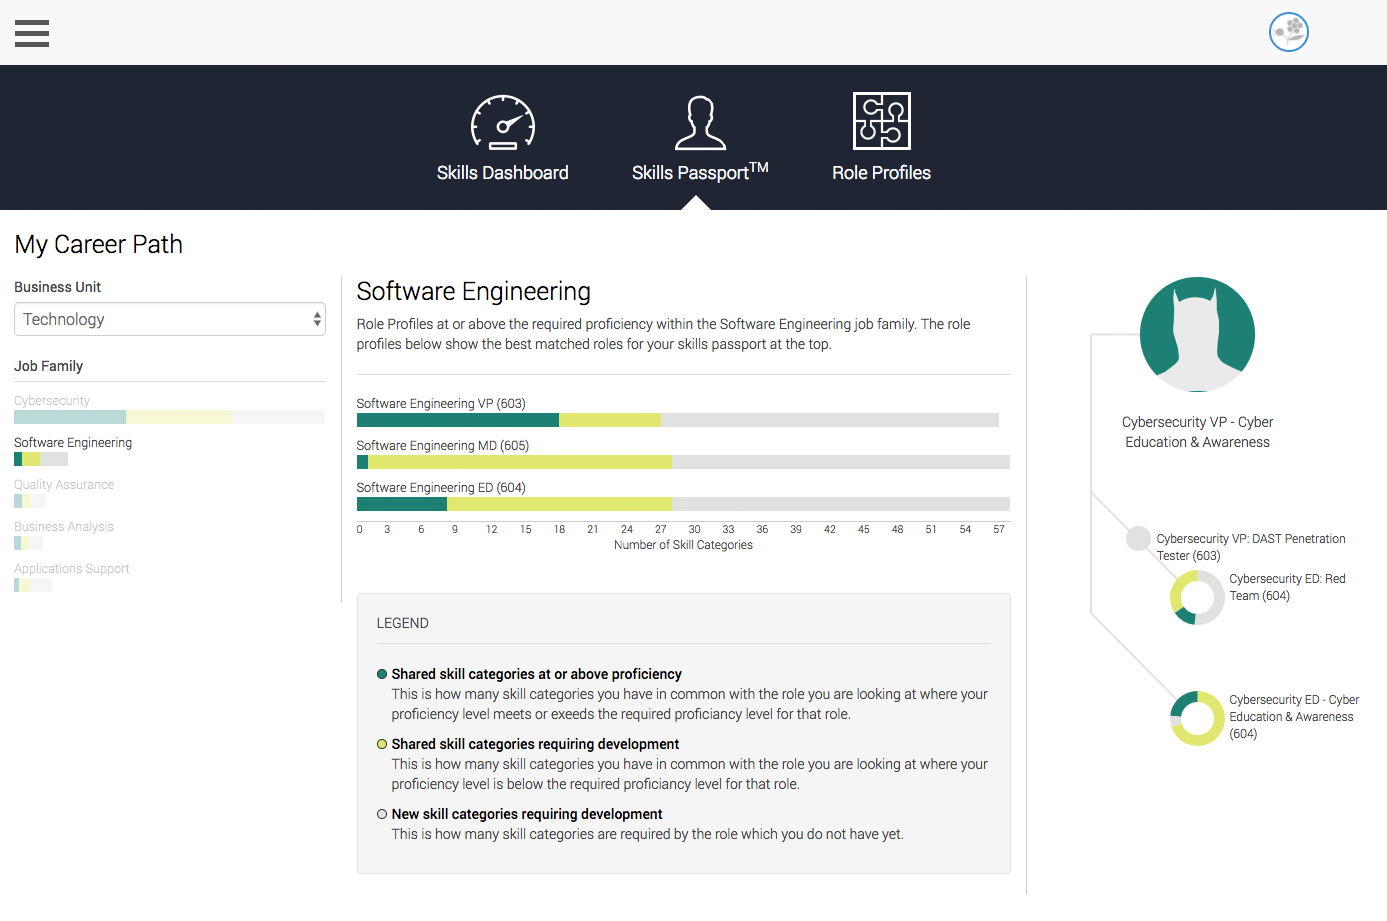 Skills Dashboard
Skills Passport™
Role Profiles
My Career Path
Business Unit
Technology
Job Family
Cybersecurity
Software Engineering
Quality Assurance
Business Analysis
Applications Support
Software Engineering
Role Profiles at or above the required proficiency within the Software Engineering job family. The role
profiles below show the best matched roles for your skills passport at the top.
Software Engineering VP (603)
Software Engineering MD (605)
Software Engineering ED (604)
0 3 6 9 12 15 18 21 24 27 30 33 36 39 42 45 48 51 54 57
Number of Skill Categories
LEGEND
Shared skill categories at or above proficiency
This is how many skill categories you have in common with the role you are looking at where your
proficiency level meets or exeeds the required proficiancy level for that role.
Shared skill categories requiring development
This is how many skill categories you have in common with the role you are looking at where your
proficiency level is below the required proficiancy level for that role.
New skill categories requiring development
This is how many skill categories are required by the role which you do not have yet.
Cybersecurity VP - Cyber
Education & Awareness
Cybersecurity VP: DAST Penetration
Tester (603)
Cybersecurity ED: Red
Team (604)
Cybersecurity ED - Cyber
Education & Awareness
(604)